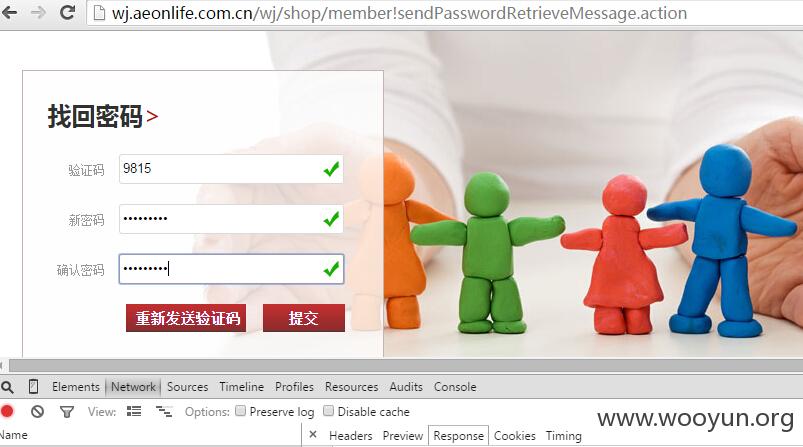 wj.aeonlife.com.cn/wj/shop/member!sendPasswordRetrieveMessage.action
找回密码>
验证码 9815
新密码 •••••••••
确认密码 •••••••••
重新发送验证码 提交
Elements Network Sources Timeline Profiles Resources Audits Console
View: Options: Preserve log Disable cache
www.wooyun.org
Name × Headers Preview Response Cookies Timing